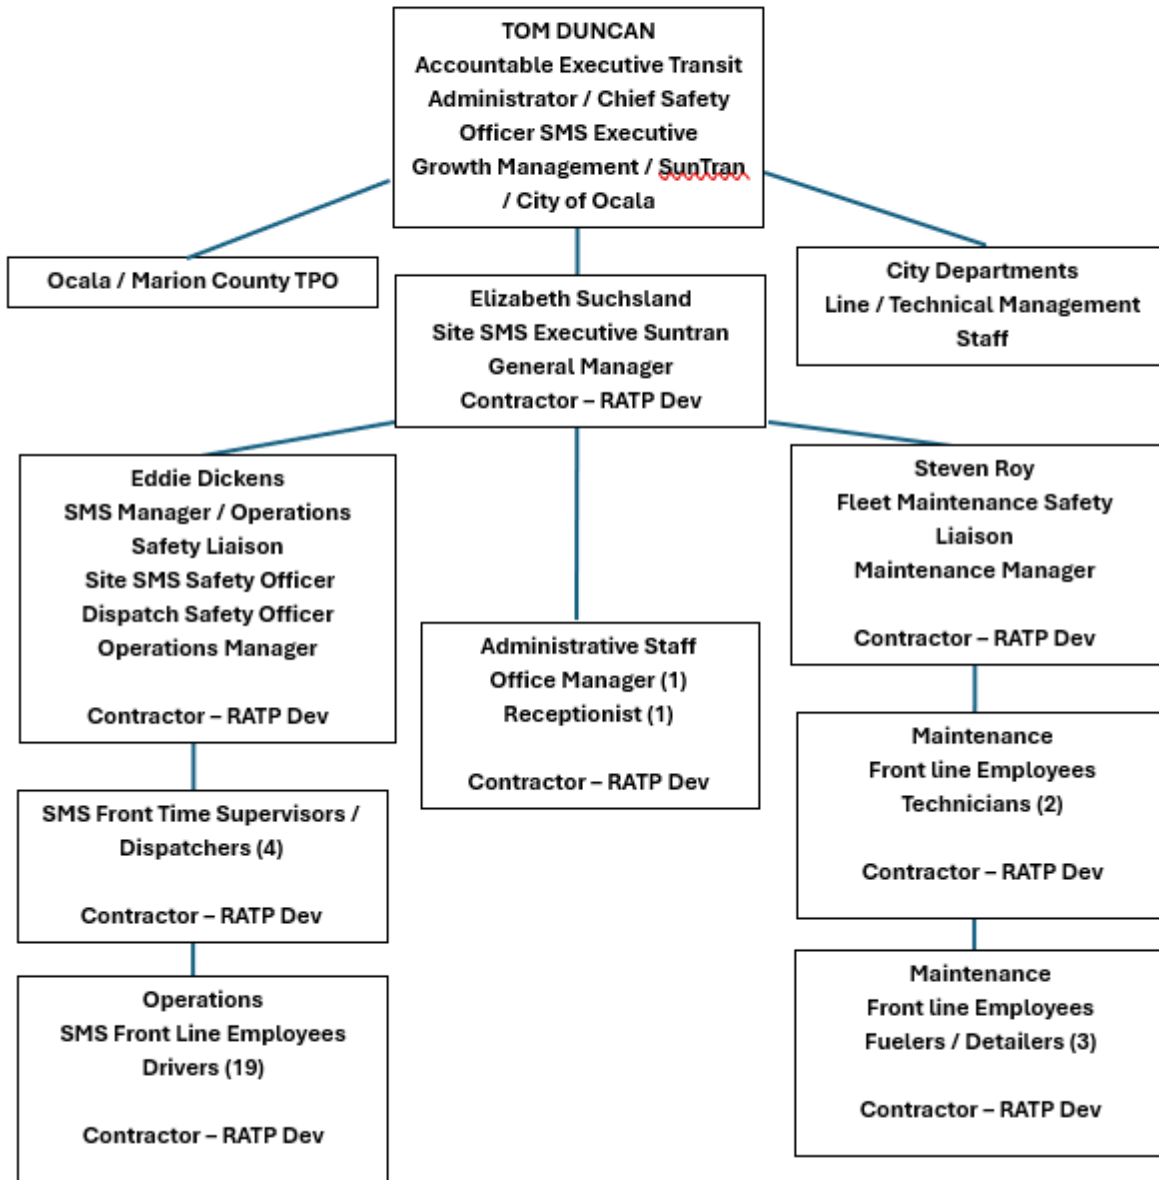 TOM DUNCAN
Accountable Executive Transit
Administrator / Chief Safety
Officer SMS Executive
Growth Management / SunTran
/ City of Ocala
Ocala / Marion County TPO
Elizabeth Suchsland
Site SMS Executive Suntran
General Manager
Contractor – RATP Dev
City Departments
Line / Technical Management
Staff
Eddie Dickens
SMS Manager / Operations
Safety Liaison
Site SMS Safety Officer
Dispatch Safety Officer
Operations Manager
Contractor – RATP Dev
Administrative Staff
Office Manager (1)
Receptionist (1)
Contractor – RATP Dev
Steven Roy
Fleet Maintenance Safety
Liaison
Maintenance Manager
Contractor – RATP Dev
SMS Front Time Supervisors /
Dispatchers (4)
Contractor – RATP Dev
Maintenance
Front line Employees
Technicians (2)
Contractor – RATP Dev
Operations
SMS Front Line Employees
Drivers (19)
Contractor – RATP Dev
Maintenance
Front line Employees
Fuelers / Detailers (3)
Contractor – RATP Dev